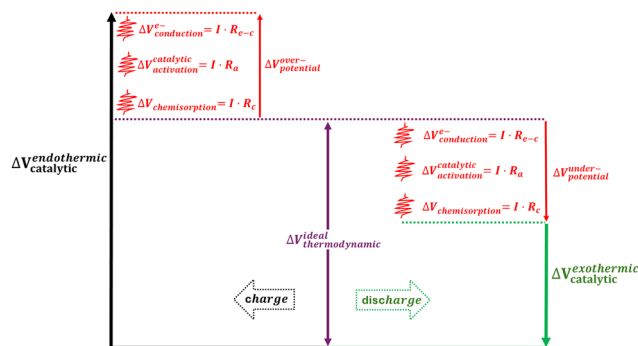 ΔV^{e−}_{conduction} = I · R_{e−c}
ΔV^{catalytic}_{activation} = I · R_a
ΔV^{over−}_{potential}
ΔV_{chemisorption} = I · R_c
ΔV^{e−}_{conduction} = I · R_{e−c}
ΔV^{endothermic}_{catalytic}
ΔV^{catalytic}_{activation} = I · R_a
ΔV^{under−}_{potential}
ΔV_{chemisorption} = I · R_c
ΔV^{ideal}_{thermodynamic}
ΔV^{exothermic}_{catalytic}
charge
discharge